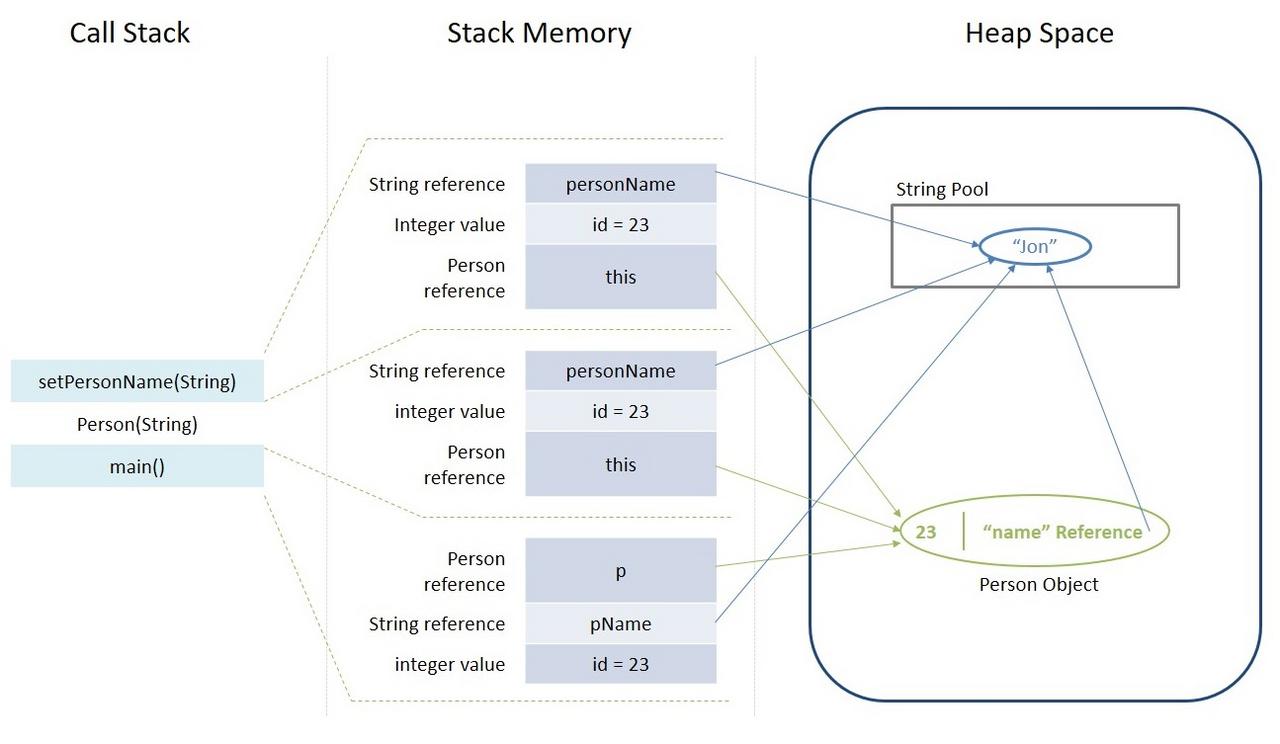 Call Stack
Stack Memory
Heap Space
String reference
personName
Integer value
id = 23
Person
reference
this
setPersonName(String)
Person(String)
main()
String reference
personName
integer value
id = 23
Person
reference
this
Person
reference
p
String reference
pName
integer value
id = 23
String Pool
“Jon”
23
“name” Reference
Person Object